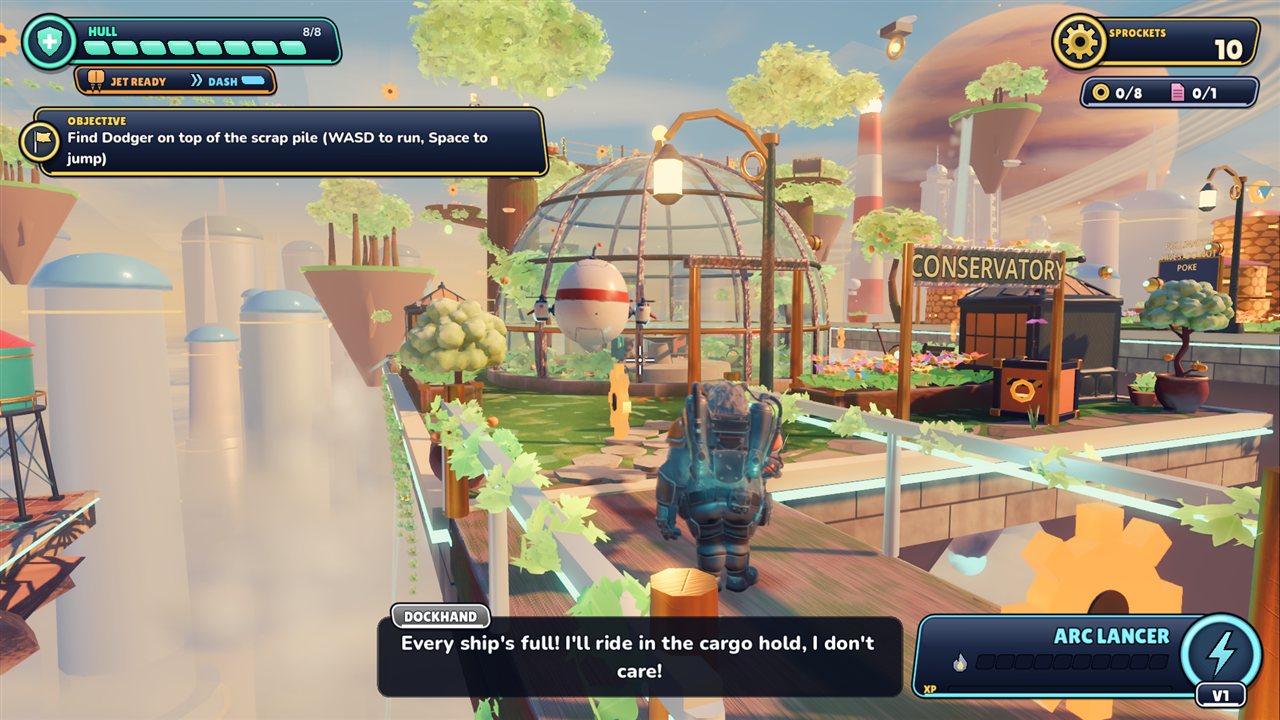 HULL
8/8
JET READY
DASH
OBJECTIVE
Find Dodger on top of the scrap pile (WASD to run, Space to
jump)
SPROCKETS
10
0/8
0/1
CONSERVATORY
POKE
DOCKHAND
Every ship's full! I'll ride in the cargo hold, I don't
care!
ARC LANCER
XP
V1